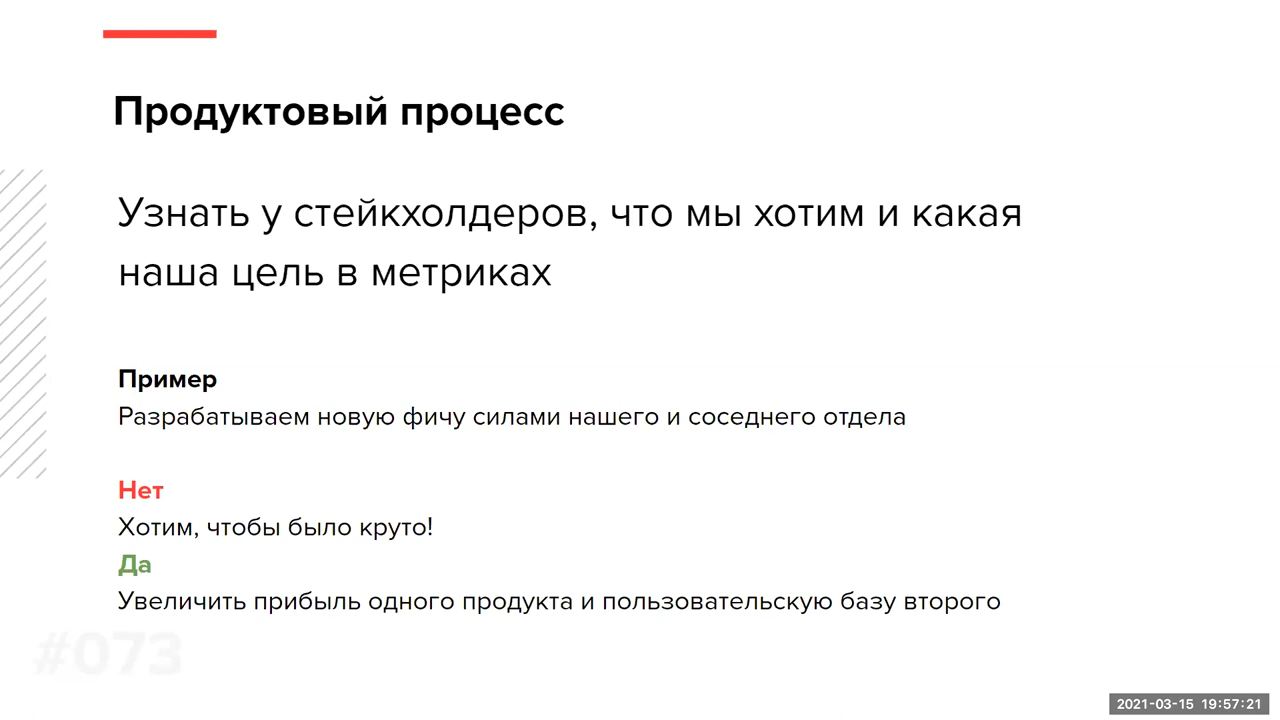 Продуктовый процесс
Узнать у стейкхолдеров, что мы хотим и какая
наша цель в метриках
Пример
Разрабатываем новую фичу силами нашего и соседнего отдела
Нет
Хотим, чтобы было круто!
Да
Увеличить прибыль одного продукта и пользовательскую базу второго
#073
2021-03-15 19:57:21